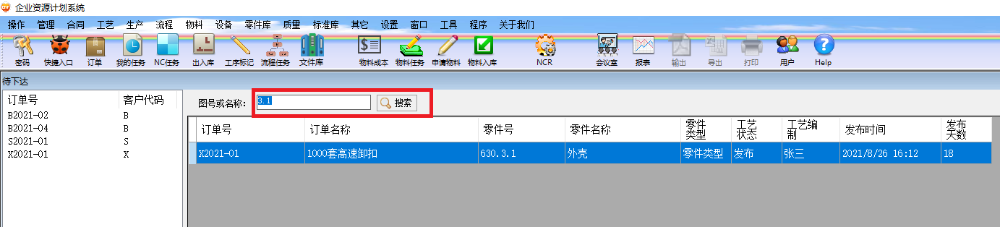 企业资源计划系统
操作 管理 合同 工艺 生产 流程 物料 设备 零件库 质量 标准库 其它 设置 窗口 工具 程序 关于我们
密码 快捷入口 订单 我的任务 NC任务 出入库 工序标记 流程任务 文件库 物料成本 物料任务 申请物料 物料入库 NCR 会议室 报表 输出 导出 打印 用户 Help
待下达
订单号 客户代码
B2021-02 B
B2021-04 B
S2021-01 S
X2021-01 X
图号或名称: 3.1 搜索
订单号 订单名称 零件号 零件名称 零件类型 工艺状态 工艺编制 发布时间 发布天数
X2021-01 1000套高速卸扣 630.3.1 外壳 零件类型 发布 张三 2021/8/26 16:12 18